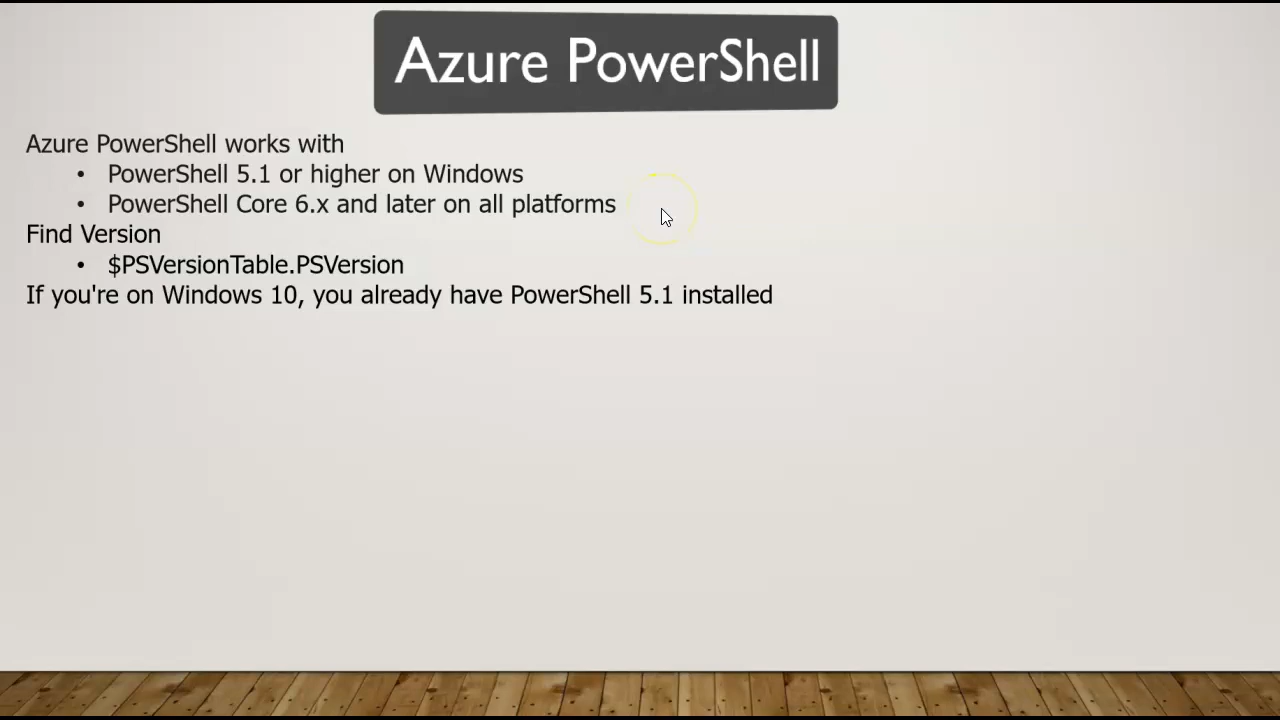 Azure PowerShell
Azure PowerShell works with
• PowerShell 5.1 or higher on Windows
• PowerShell Core 6.x and later on all platforms
Find Version
• $PSVersionTable.PSVersion
If you're on Windows 10, you already have PowerShell 5.1 installed